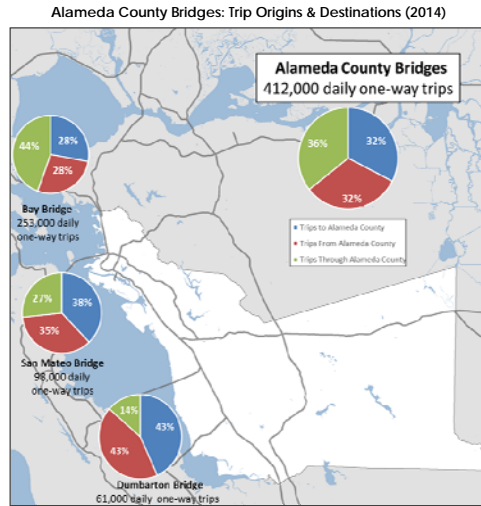 Alameda County Bridges: Trip Origins & Destinations (2014)
Alameda County Bridges
412,000 daily one-way trips
36%
32%
32%
Trips to Alameda County
Trips From Alameda County
Trips Through Alameda County
44%
28%
28%
Bay Bridge
253,000 daily
one-way trips
27%
38%
35%
San Mateo Bridge
98,000 daily
one-way trips
14%
43%
43%
Dumbarton Bridge
61,000 daily one-way trips